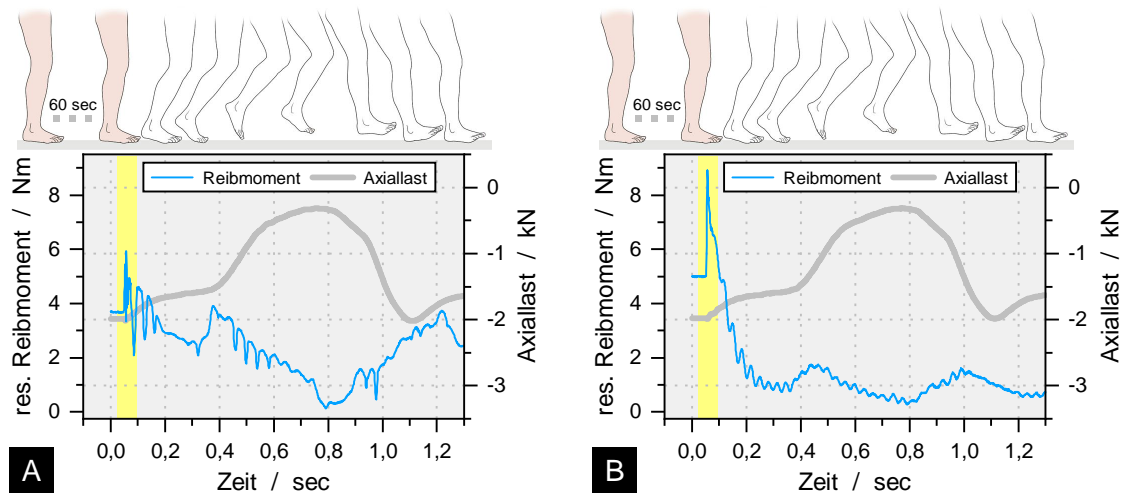 60 sec
res. Reibmoment / Nm
8
6
4
2
0
Reibmoment
Axiallast
0
-1
-2
-3
Axiallast / kN
0,0
0,2
0,4
0,6
0,8
1,0
1,2
Zeit / sec
A
60 sec
res. Reibmoment / Nm
8
6
4
2
0
Reibmoment
Axiallast
0
-1
-2
-3
Axiallast / kN
0,0
0,2
0,4
0,6
0,8
1,0
1,2
Zeit / sec
B